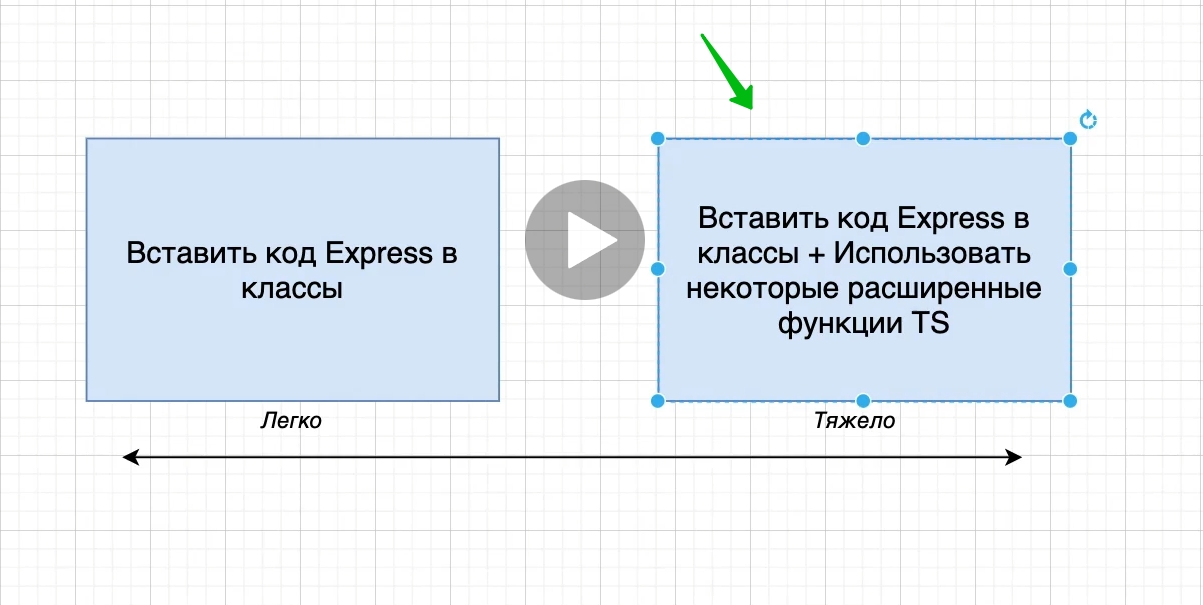 Вставить код Express в
классы
Вставить код Express в
классы + Использовать
некоторые расширенные
функции TS
Легко
Тяжело